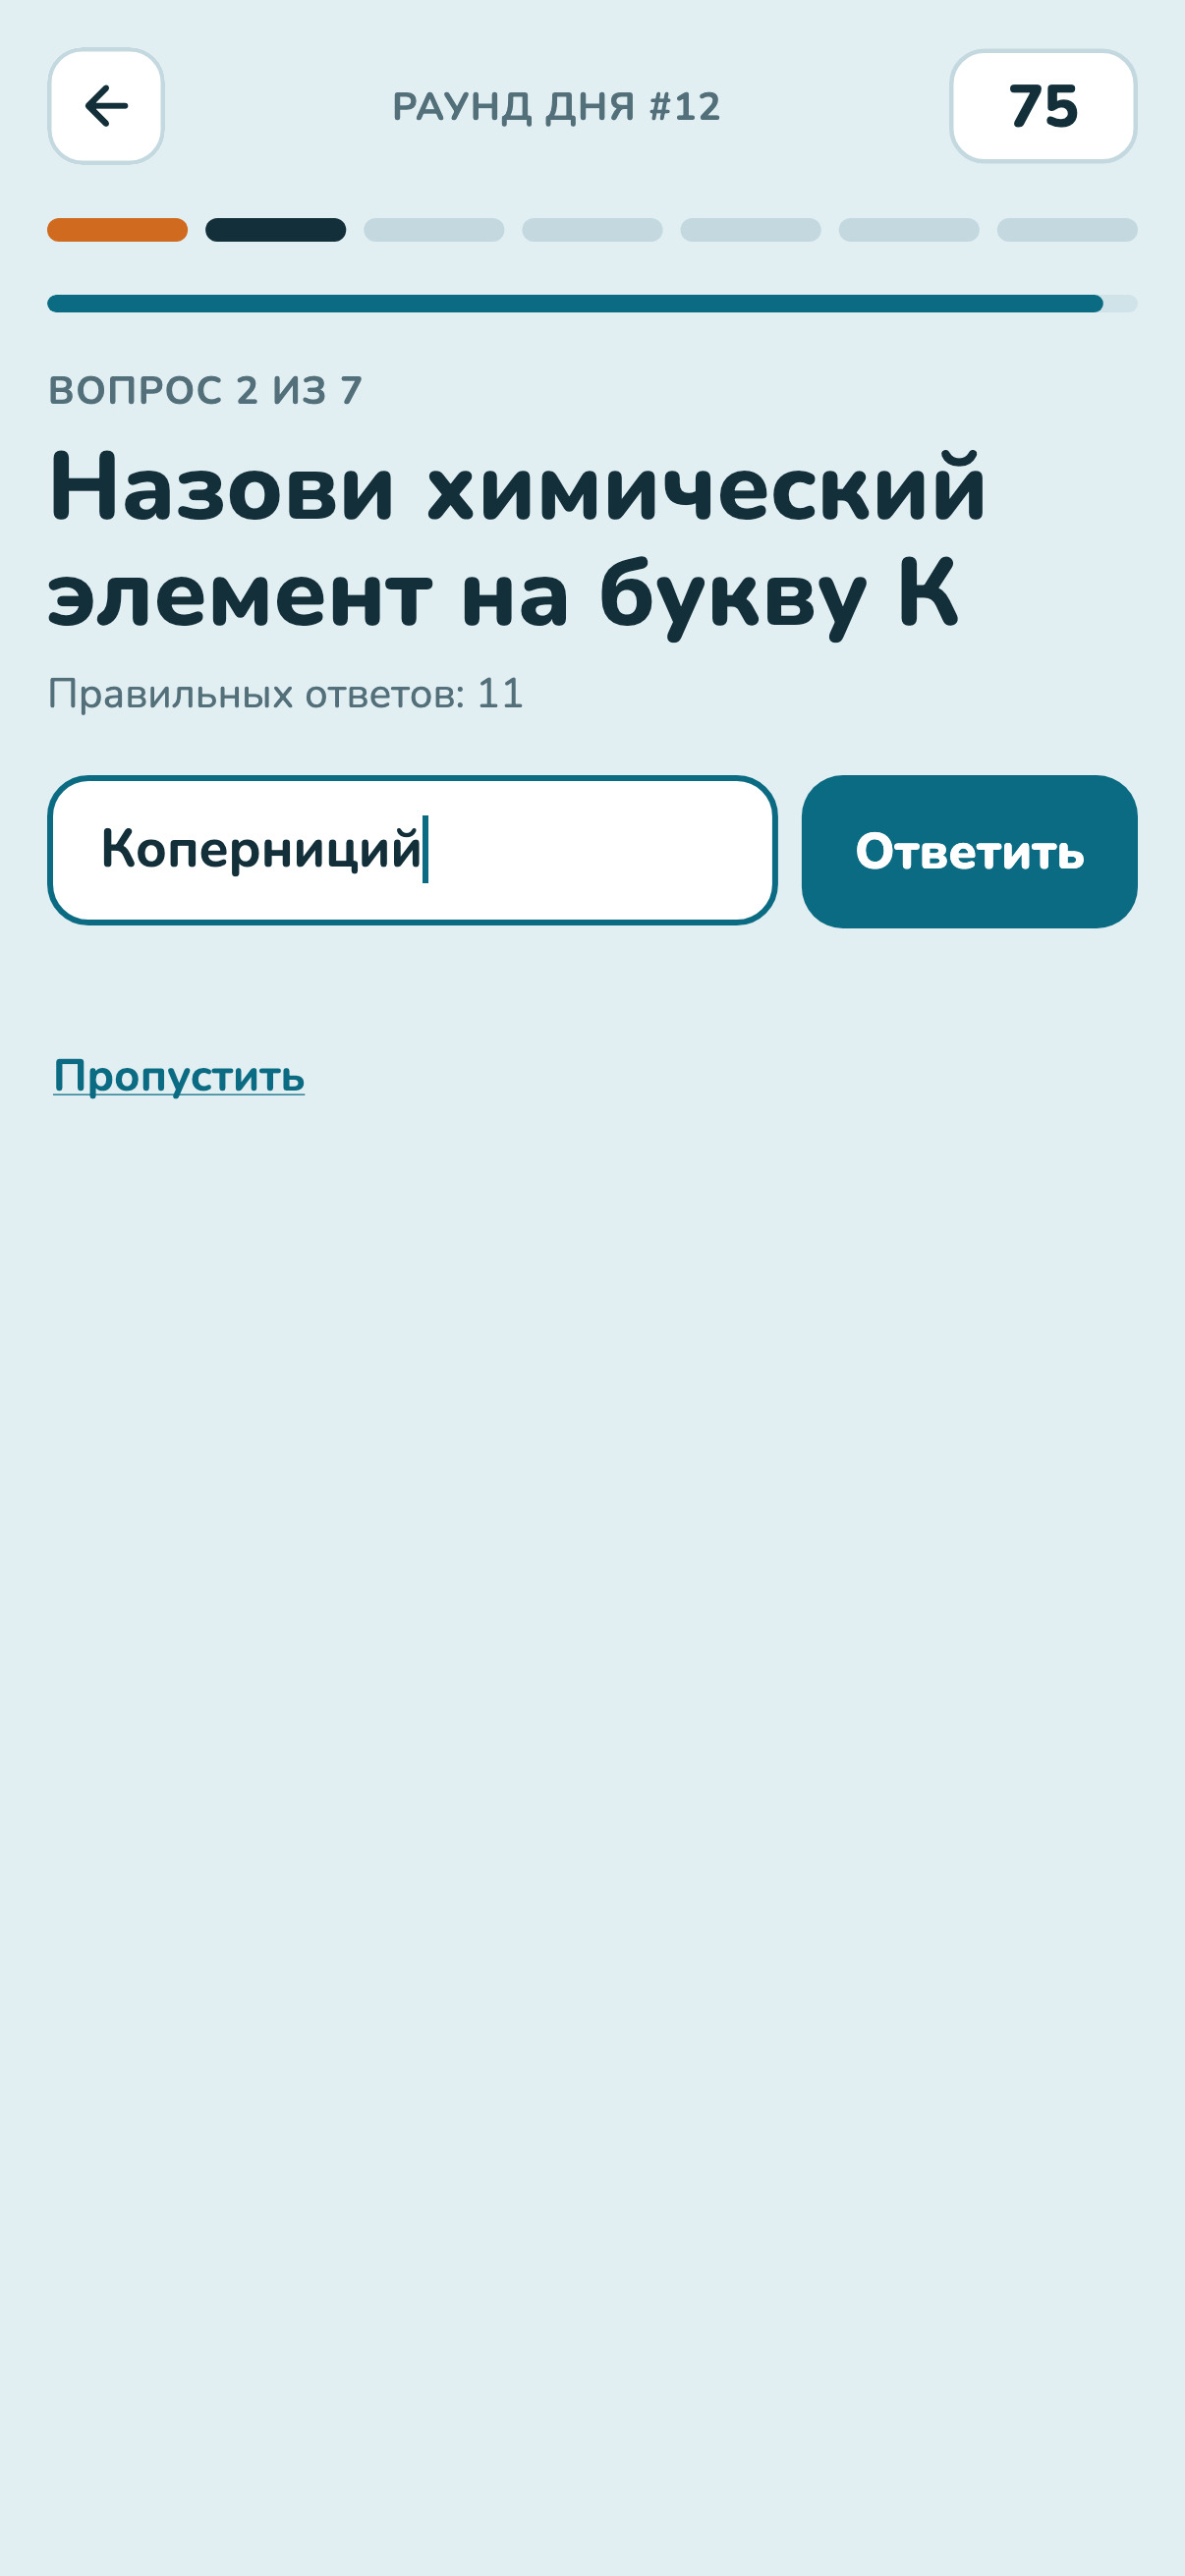 РАУНД ДНЯ #12
75
ВОПРОС 2 ИЗ 7
Назови химический
элемент на букву К
Правильных ответов: 11
Коперниций
Ответить
Пропустить